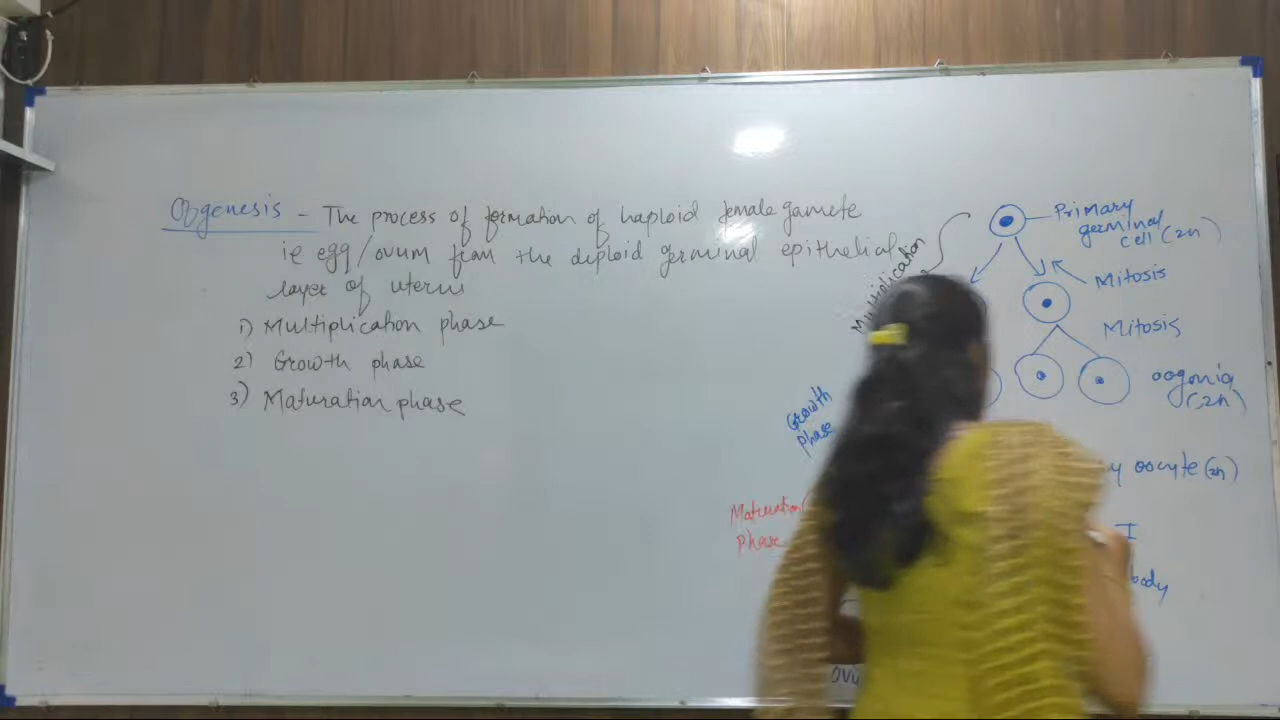 Oogenesis - The process of formation of haploid female gamete
ie egg/ovum from the diploid germinal epithelial
layer of uterus
1) Multiplication phase
2) Growth phase
3) Maturation phase
Multiplication
Primary
germinal
cell (2n)
Mitosis
Mitosis
oogonia
(2n)
Growth
phase
y oocyte (2n)
Maturation
phase
I
body